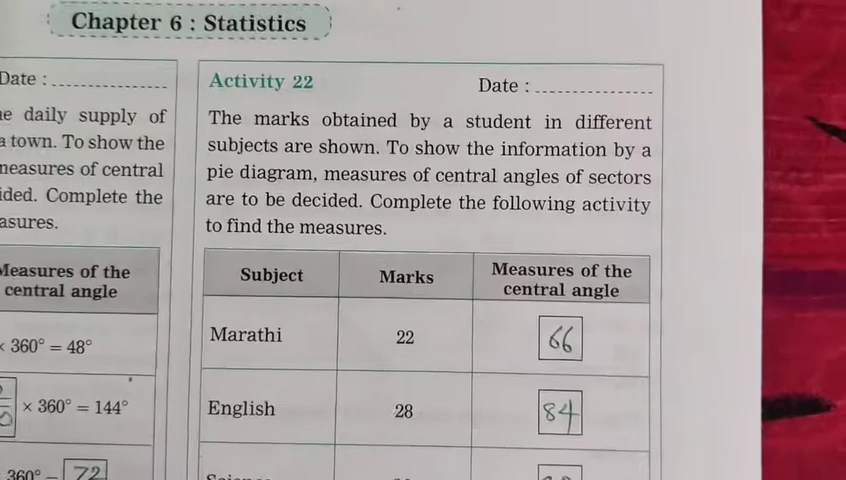 Chapter 6 : Statistics
Date :
daily supply of
a town. To show the
measures of central
Complete the
Measures of the
central angle
× 360° = 48°
× 360° = 144°
360° = 72
Activity 22 Date :
The marks obtained by a student in different
subjects are shown. To show the information by a
pie diagram, measures of central angles of sectors
are to be decided. Complete the following activity
to find the measures.
Subject Marks Measures of the central angle
Marathi 22 66
English 28 84